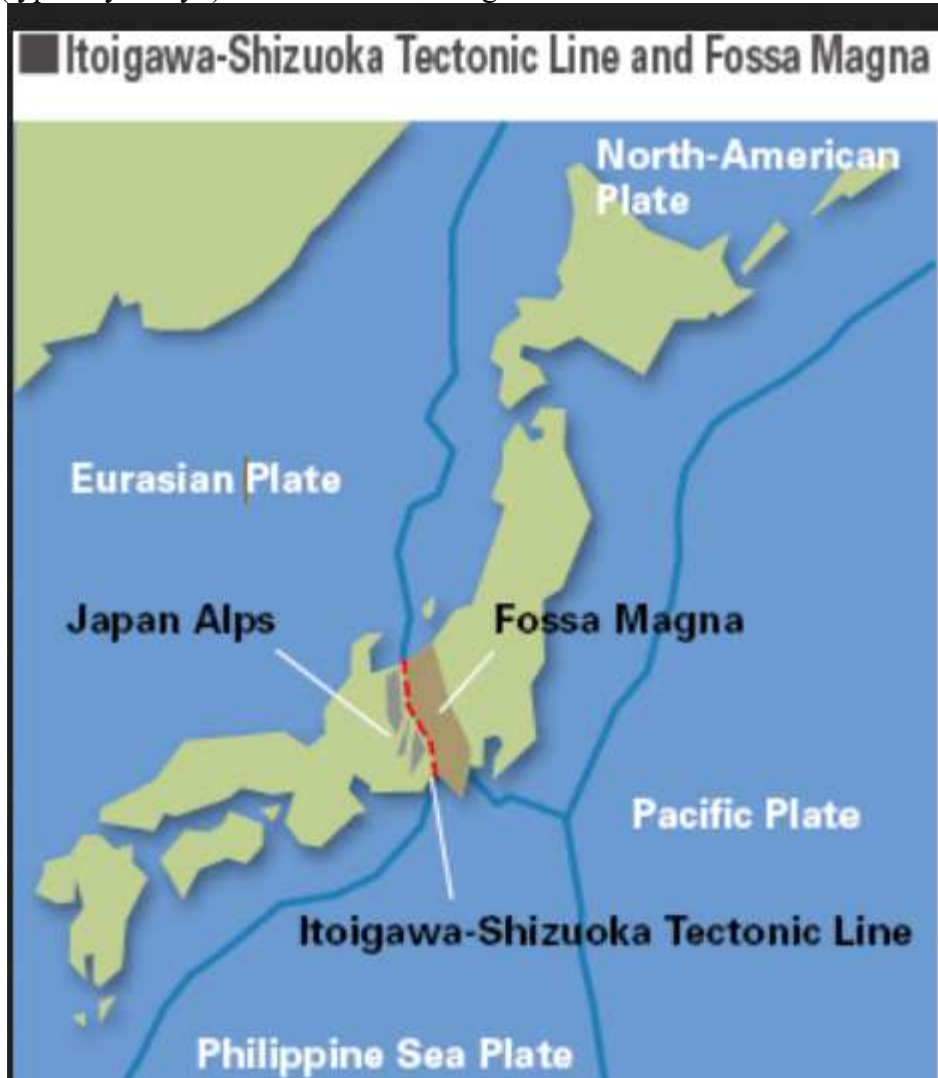 Itoigawa-Shizuoka Tectonic Line and Fossa Magna
North-American
Plate
Eurasian Plate
Japan Alps
Fossa Magna
Pacific Plate
Itoigawa-Shizuoka Tectonic Line
Philippine Sea Plate